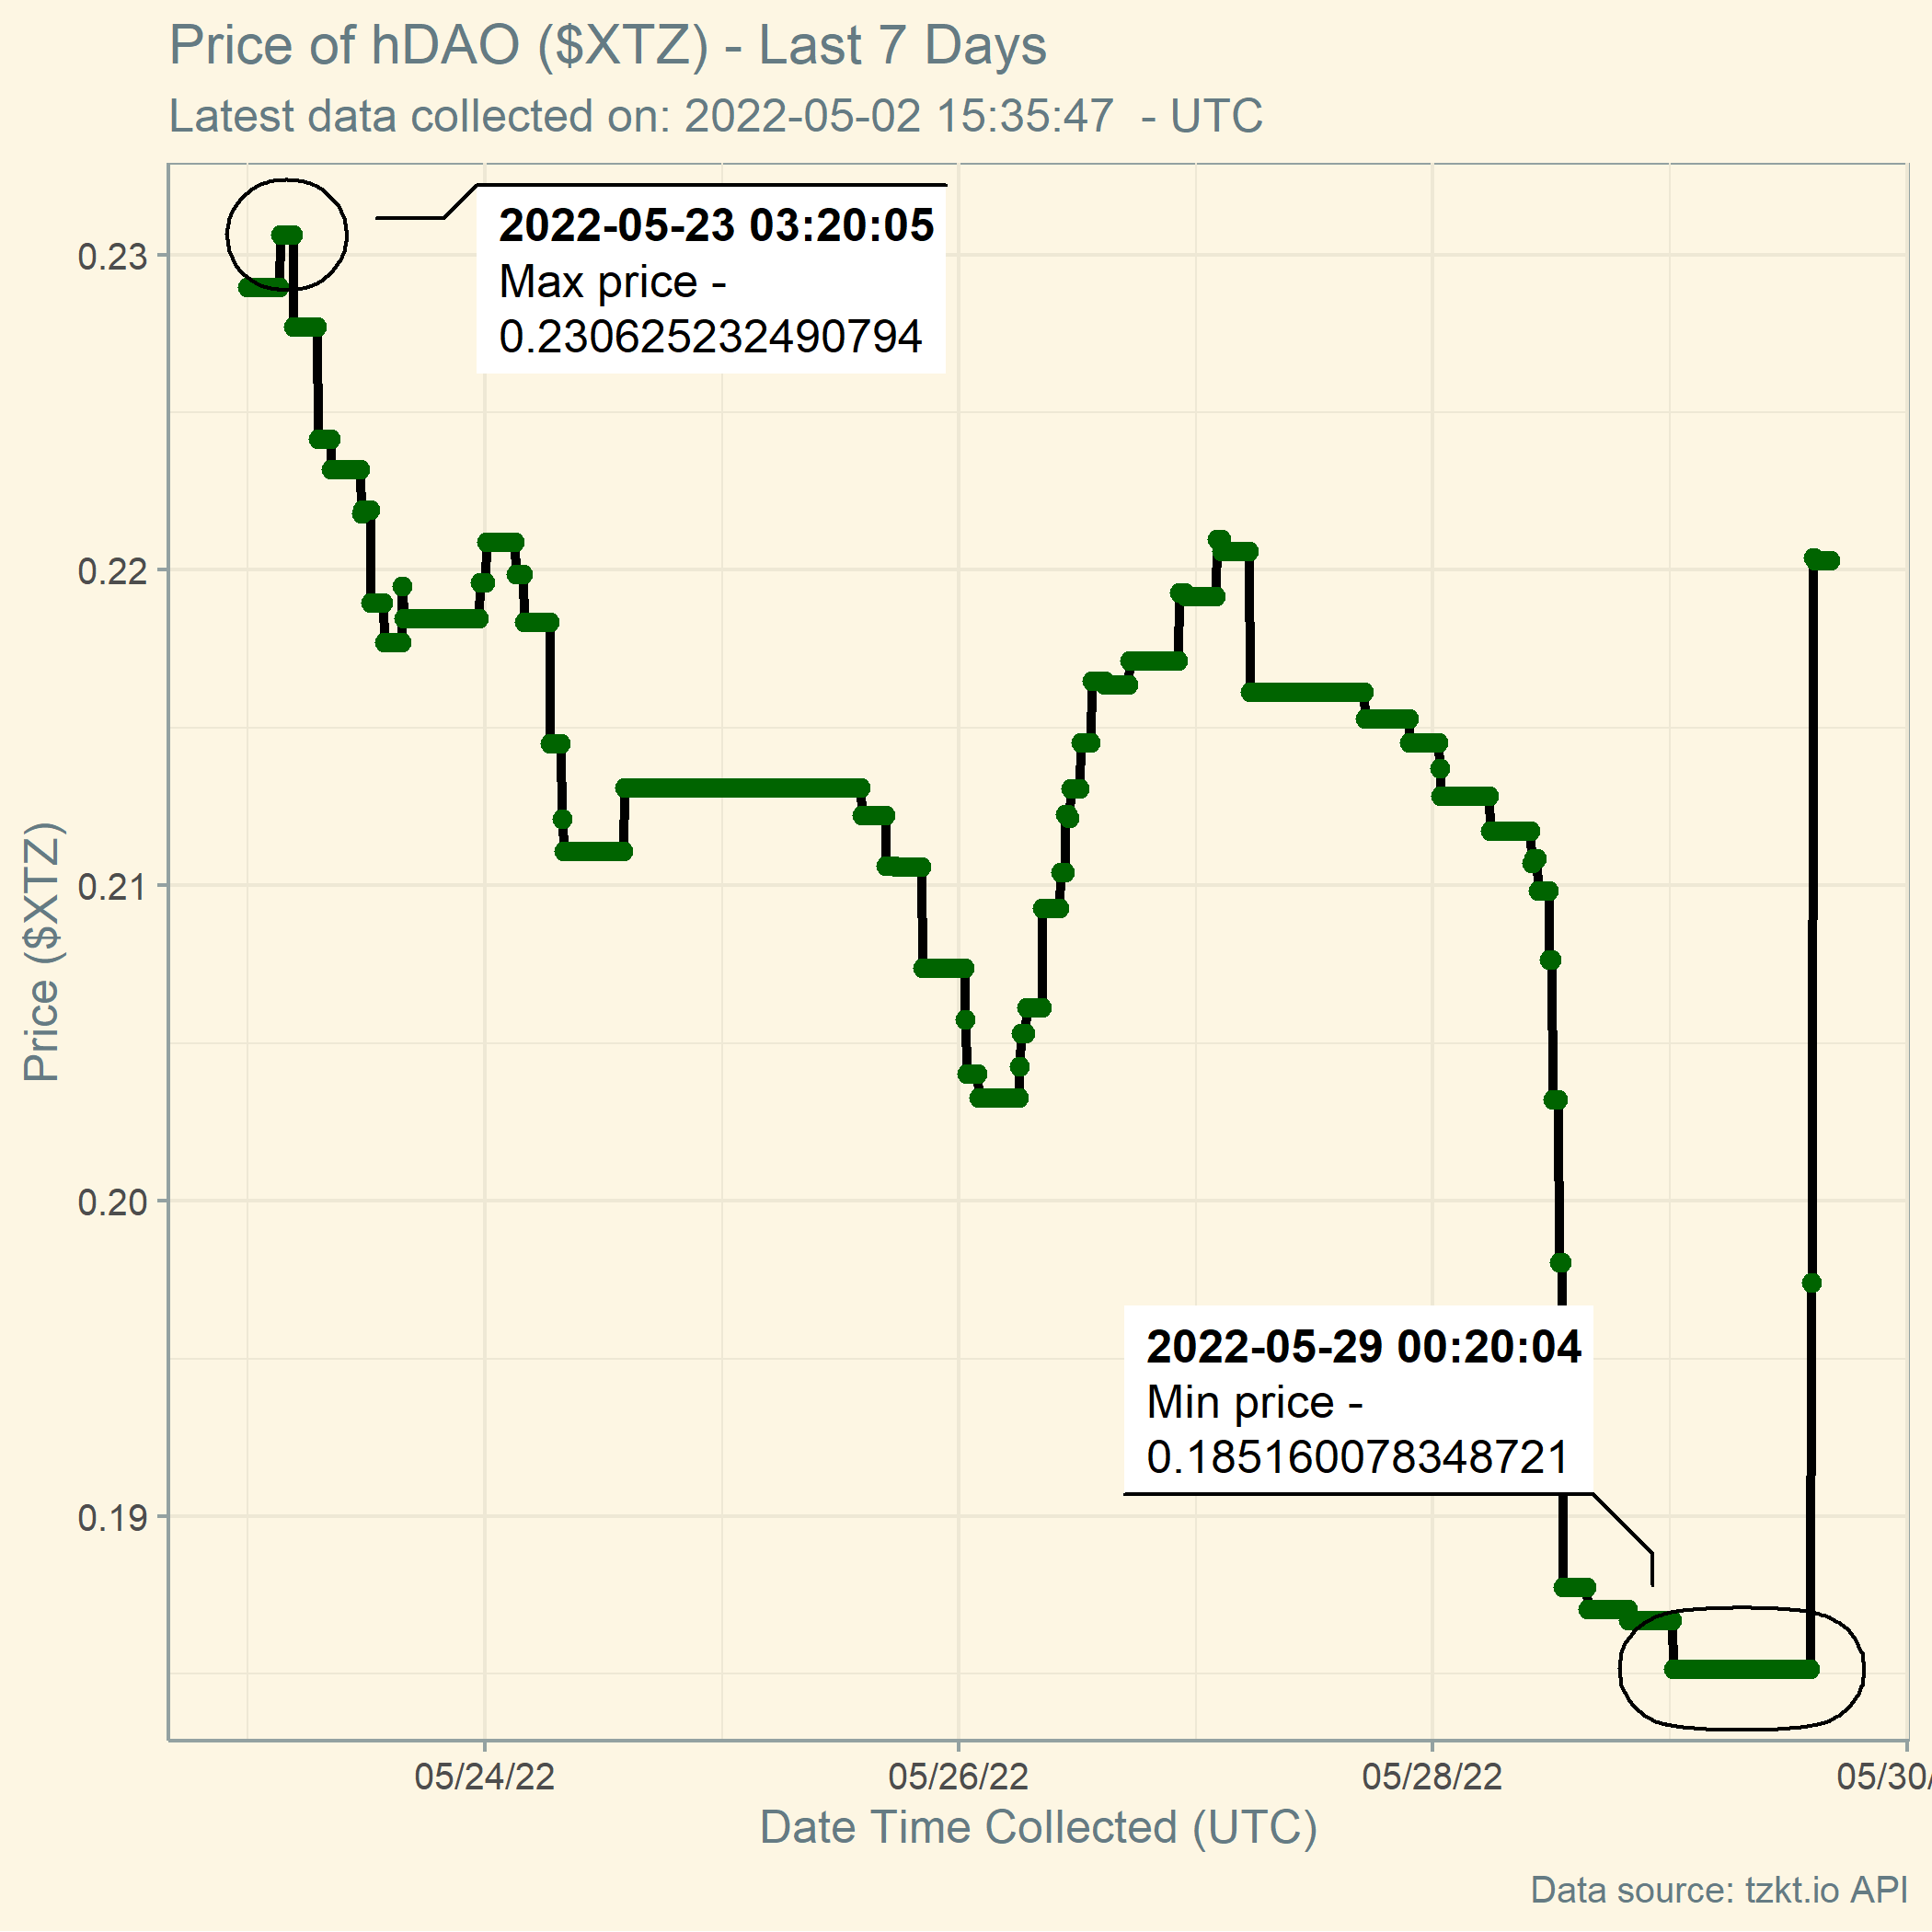 Price of hDAO ($XTZ) - Last 7 Days
Latest data collected on: 2022-05-02 15:35:47 - UTC
2022-05-23 03:20:05
Max price -
0.230625232490794
0.23
0.22
0.21
0.20
0.19
Price ($XTZ)
2022-05-29 00:20:04
Min price -
0.185160078348721
05/24/22
05/26/22
05/28/22
05/30/
Date Time Collected (UTC)
Data source: tzkt.io API